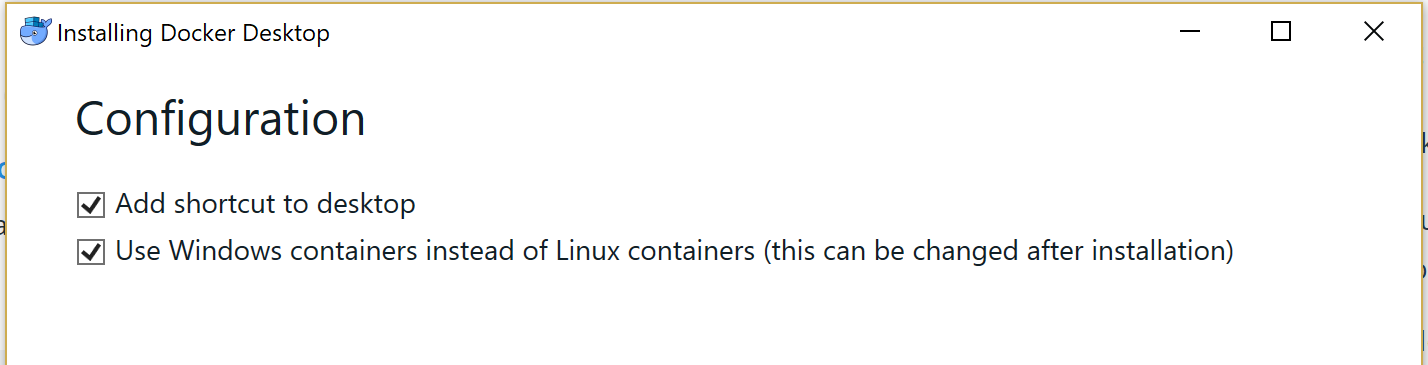 Installing Docker Desktop
Configuration
Add shortcut to desktop
Use Windows containers instead of Linux containers (this can be changed after installation)